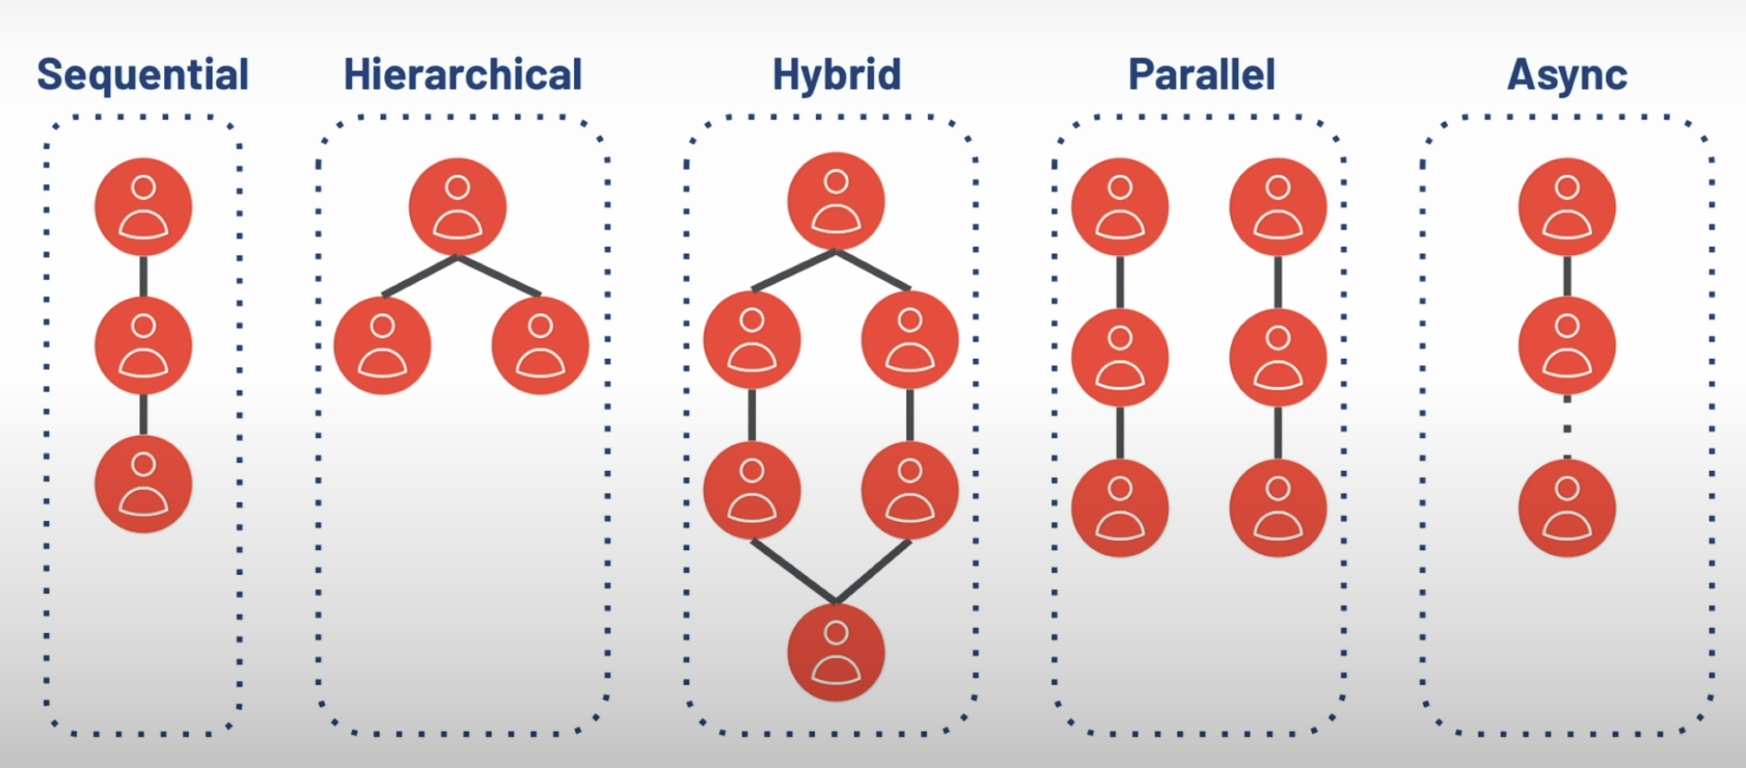 Sequential
Hierarchical
Hybrid
Parallel
Async